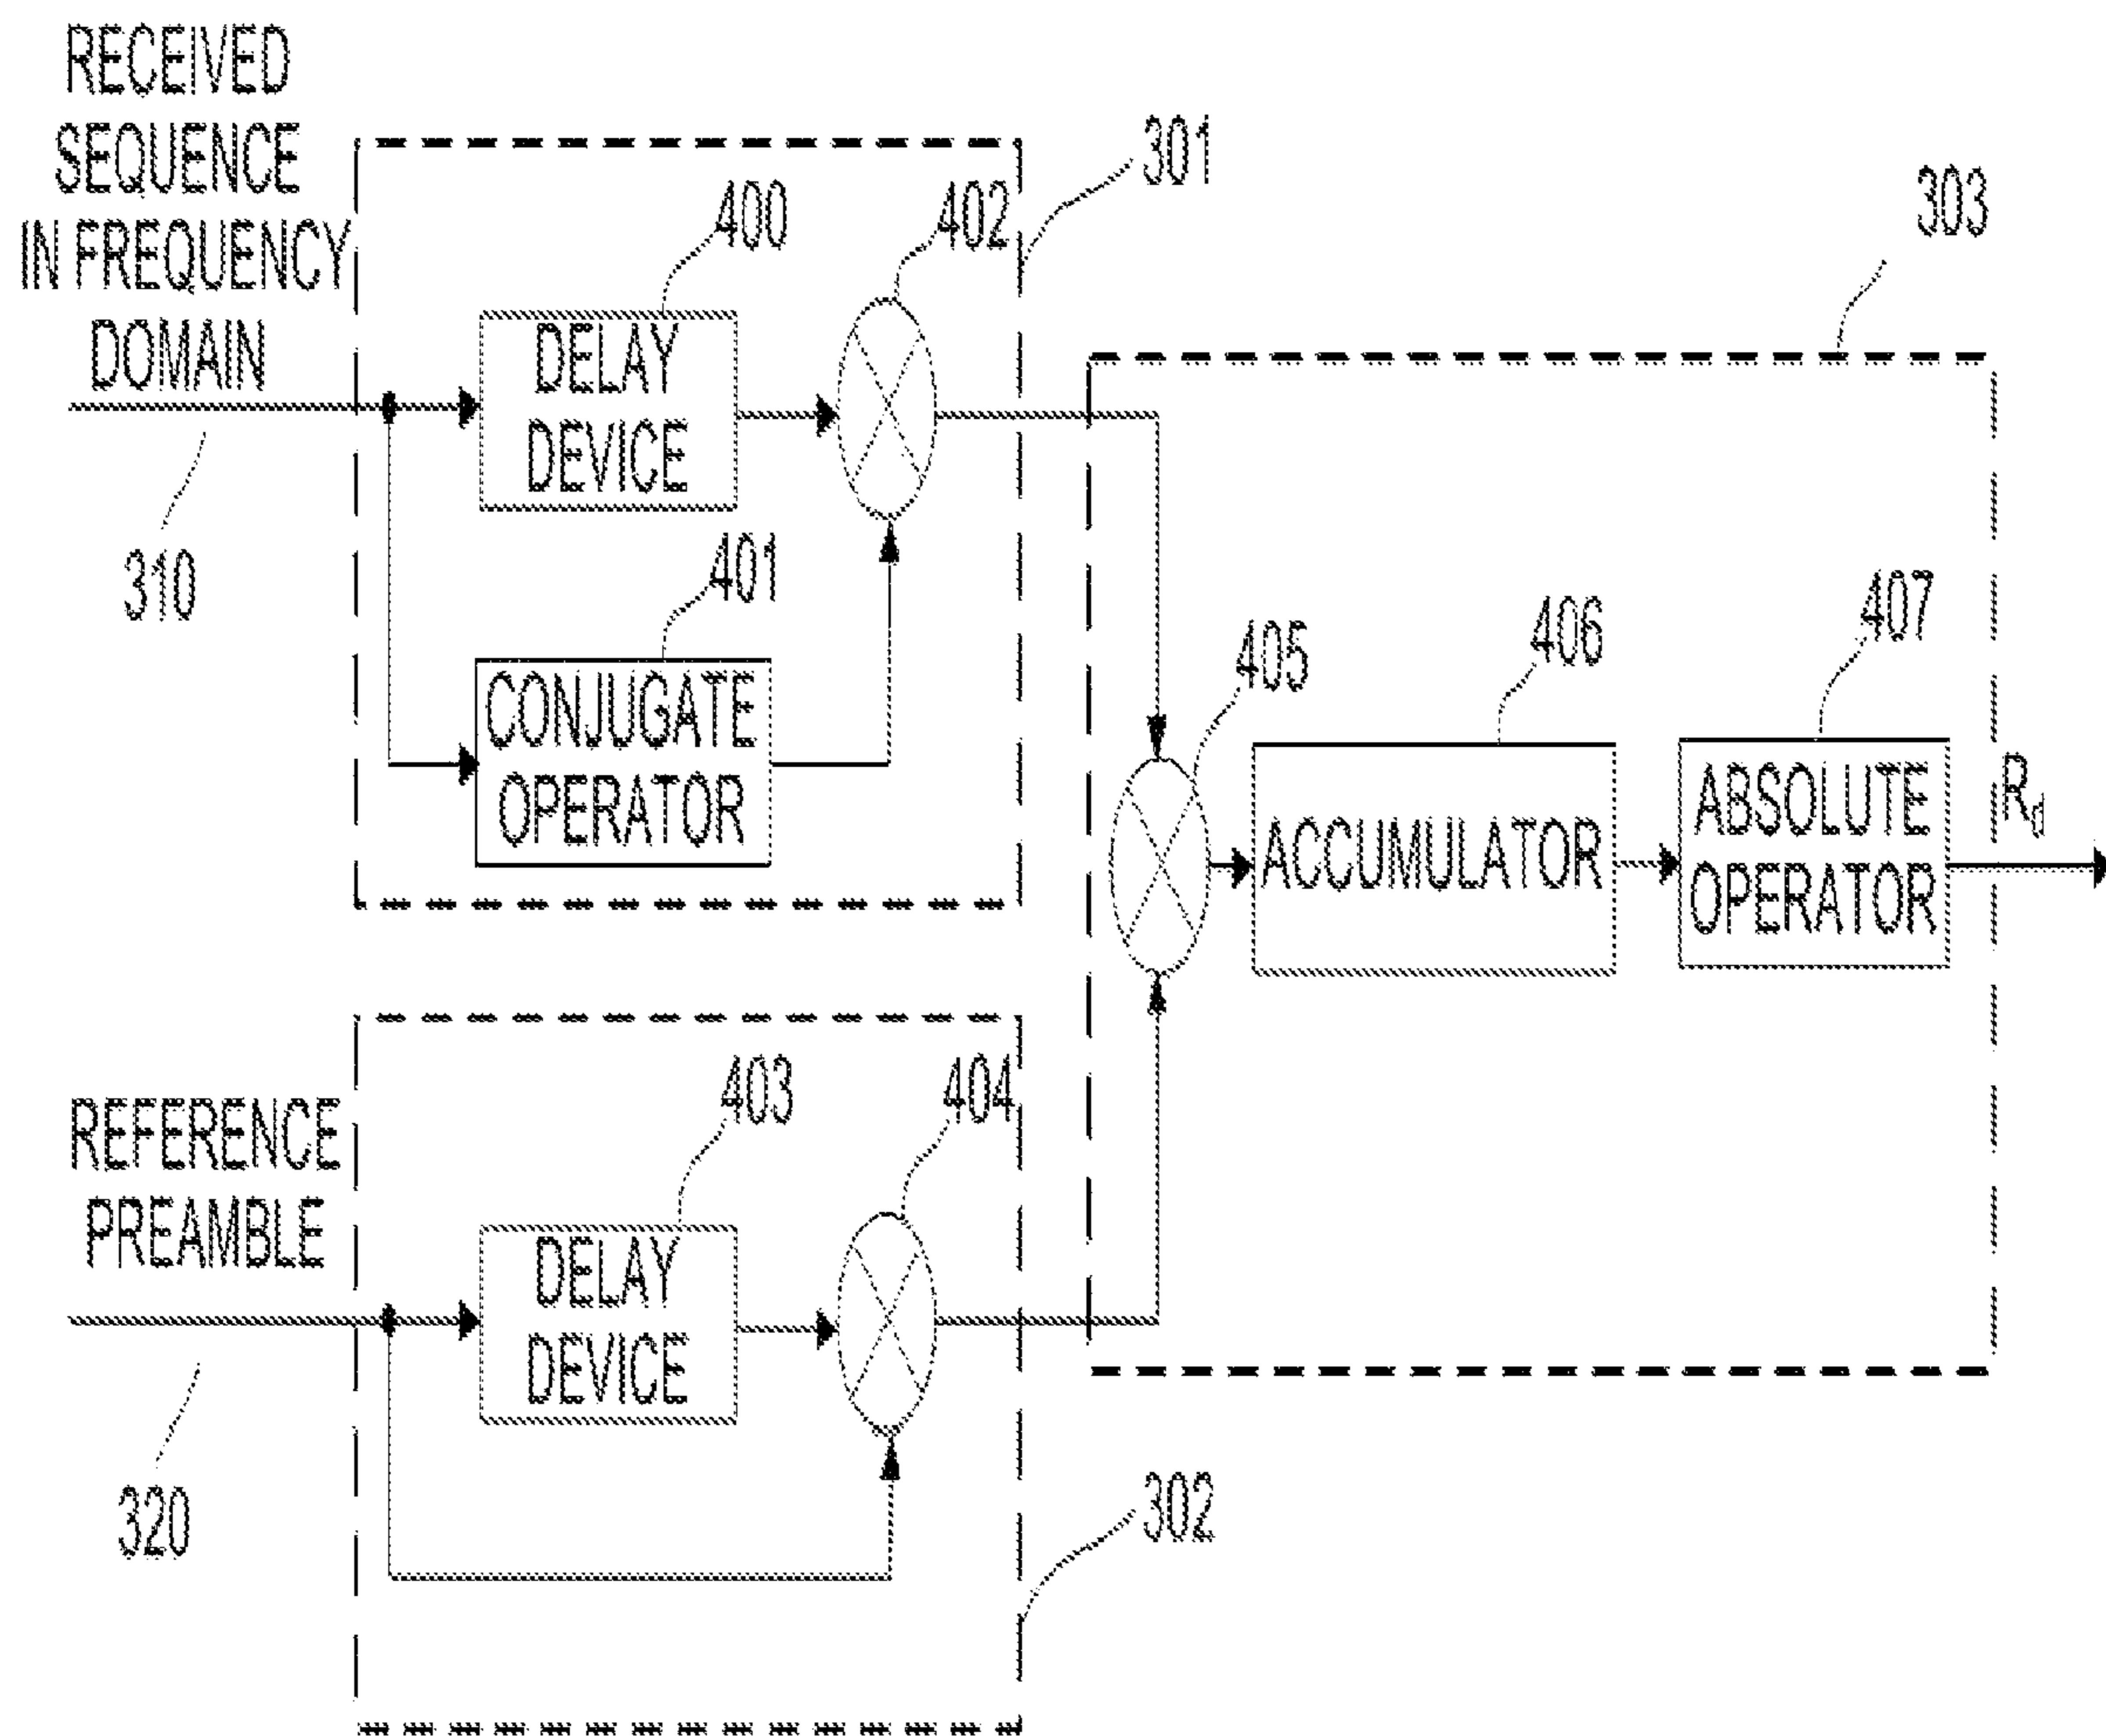 RECEIVED
SEQUENCE
IN FREQUENCY
DOMAIN
310
301
400
402
DELAY
DEVICE
401
CONJUGATE
OPERATOR
303
405
406
407
ACCUMULATOR
ABSOLUTE
OPERATOR
Rd
REFERENCE
PREAMBLE
320
403
404
DELAY
DEVICE
302